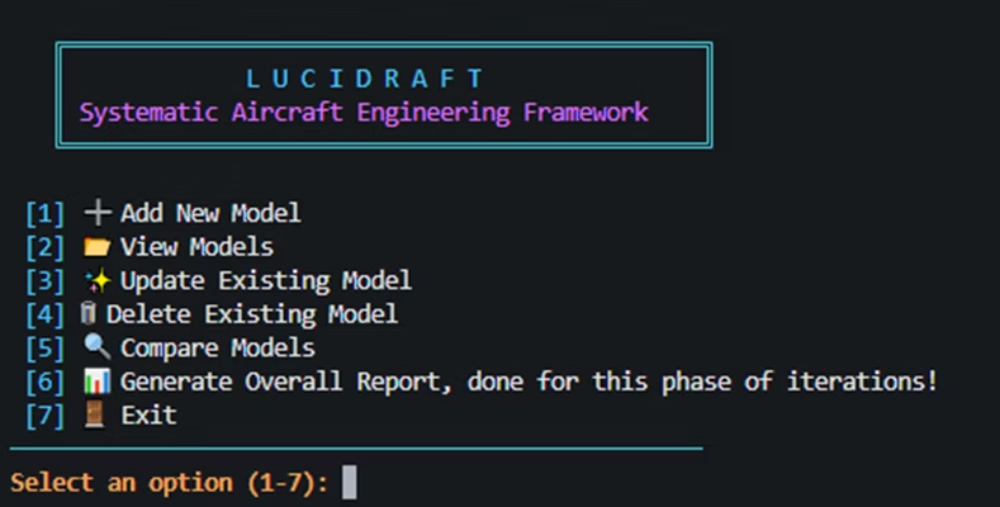 L U C I D R A F T
Systematic Aircraft Engineering Framework
[1] Add New Model
[2] View Models
[3] Update Existing Model
[4] Delete Existing Model
[5] Compare Models
[6] Generate Overall Report, done for this phase of iterations!
[7] Exit
Select an option (1-7):